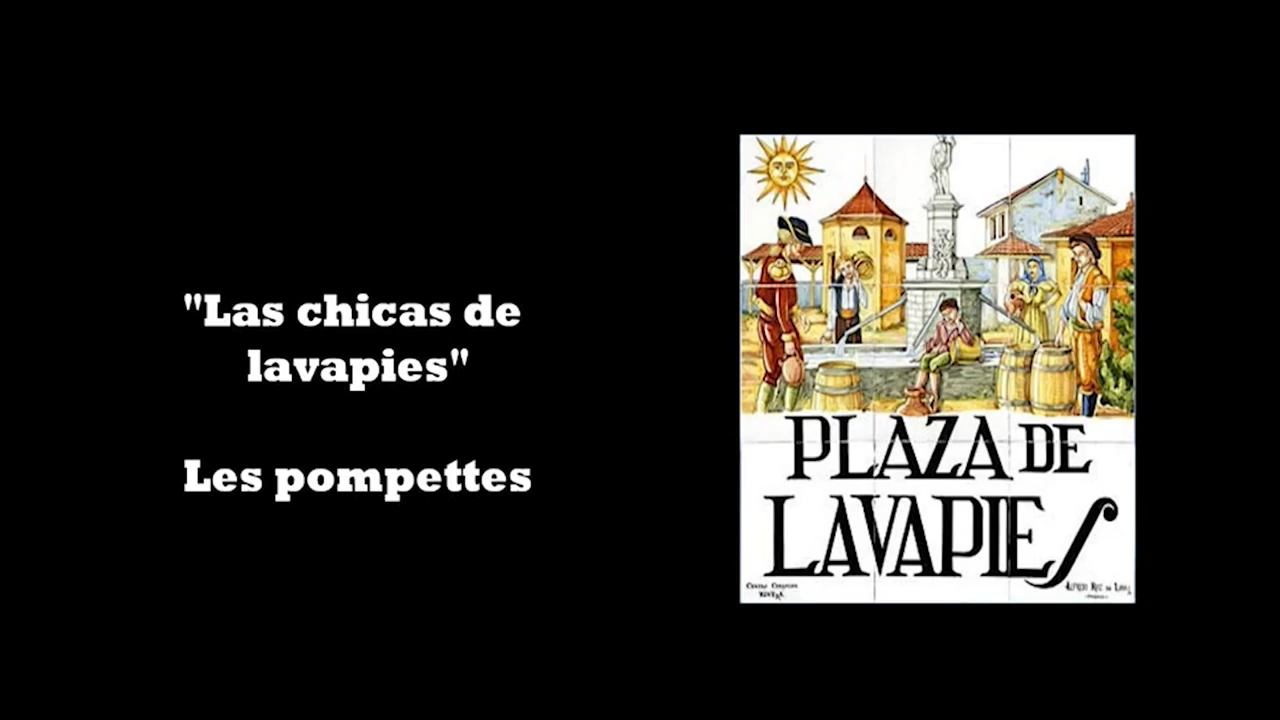 "Las chicas de
lavapies"
Les pompettes
PLAZA DE
LAVAPIES